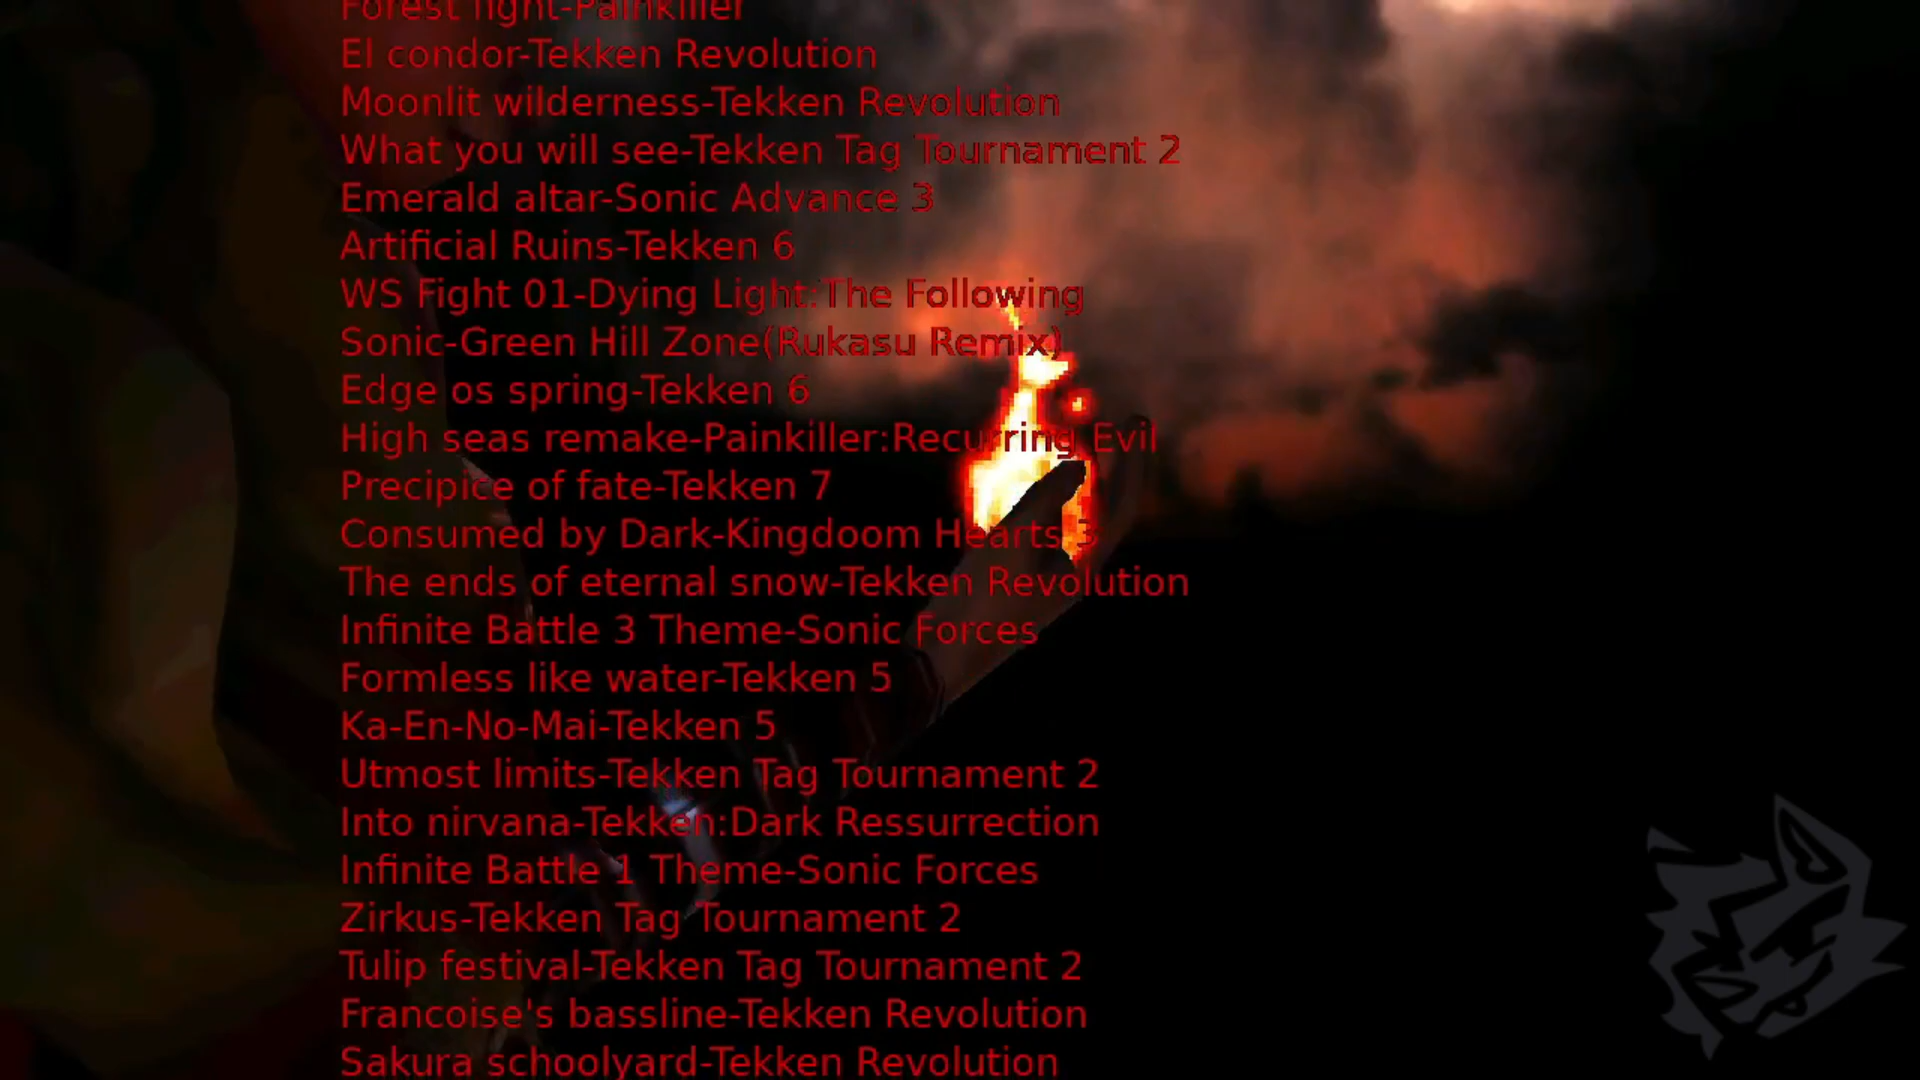 Forest fight-Painkiller
El condor-Tekken Revolution
Moonlit wilderness-Tekken Revolution
What you will see-Tekken Tag Tournament 2
Emerald altar-Sonic Advance 3
Artificial Ruins-Tekken 6
WS Fight 01-Dying Light:The Following
Sonic-Green Hill Zone(Rukasu Remix)
Edge os spring-Tekken 6
High seas remake-Painkiller:Recurring Evil
Precipice of fate-Tekken 7
Consumed by Dark-Kingdoom Hearts 3
The ends of eternal snow-Tekken Revolution
Infinite Battle 3 Theme-Sonic Forces
Formless like water-Tekken 5
Ka-En-No-Mai-Tekken 5
Utmost limits-Tekken Tag Tournament 2
Into nirvana-Tekken:Dark Ressurrection
Infinite Battle 1 Theme-Sonic Forces
Zirkus-Tekken Tag Tournament 2
Tulip festival-Tekken Tag Tournament 2
Francoise's bassline-Tekken Revolution
Sakura schoolyard-Tekken Revolution